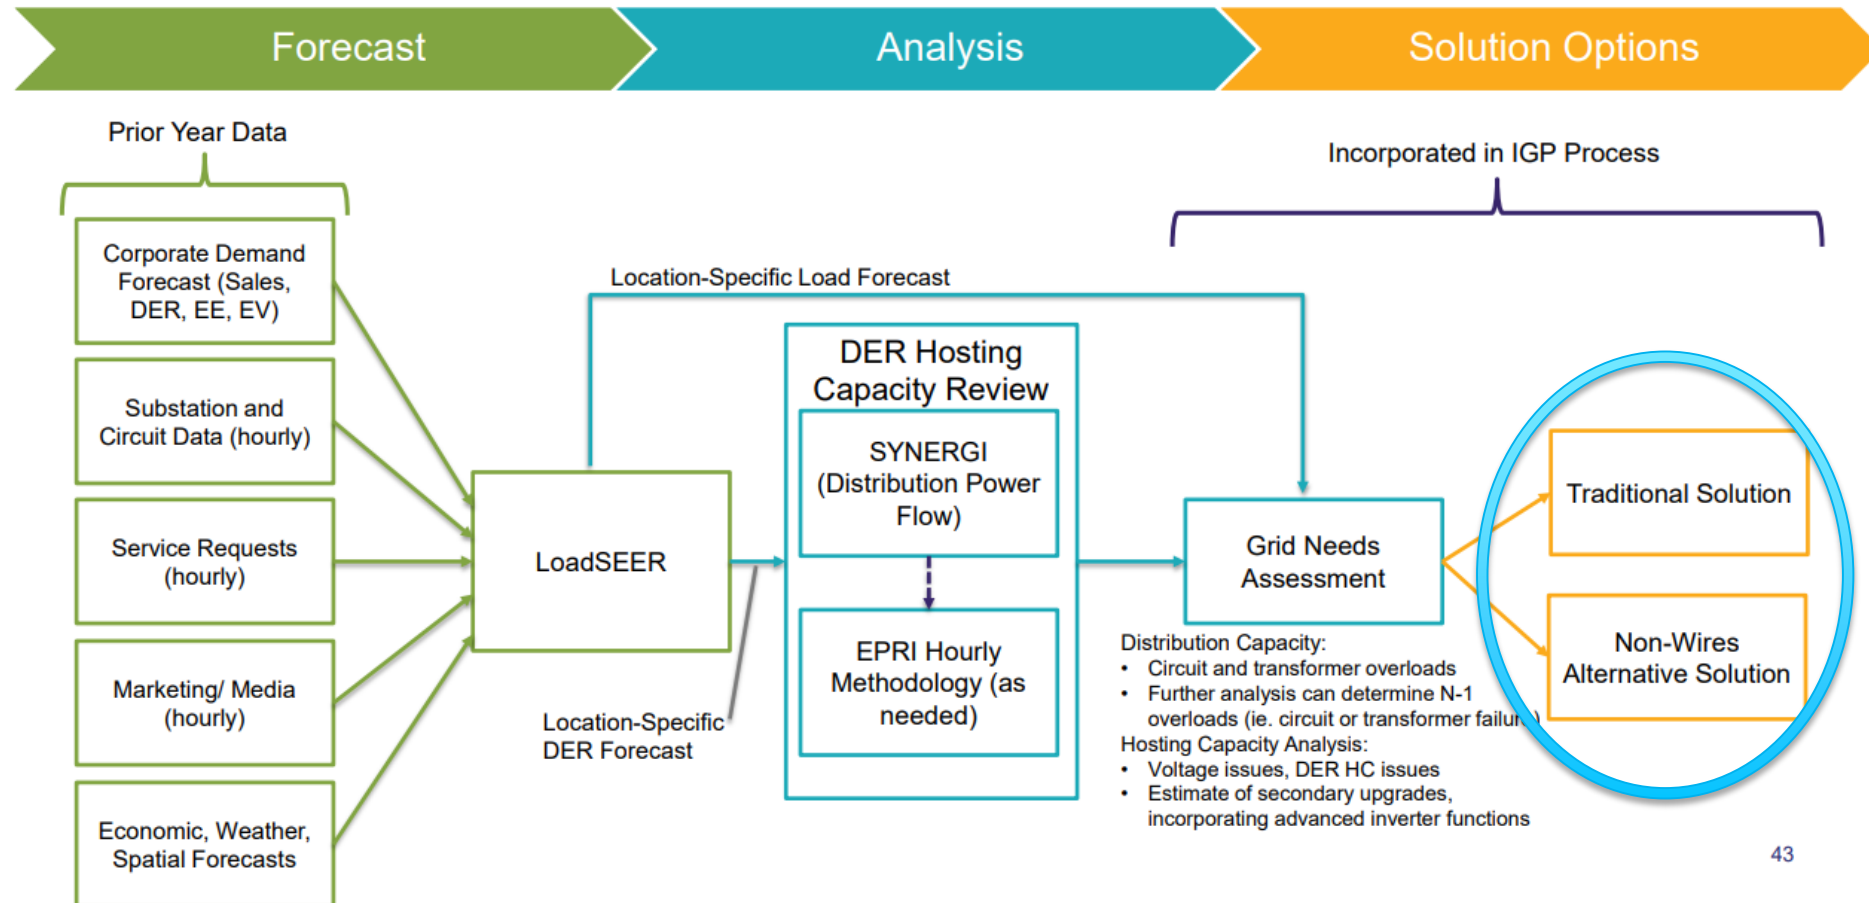 Forecast
Analysis
Solution Options
Prior Year Data
Incorporated in IGP Process
Corporate Demand
Forecast (Sales,
DER, EE, EV)
Substation and
Circuit Data (hourly)
Service Requests
(hourly)
Marketing/ Media
(hourly)
Economic, Weather,
Spatial Forecasts
LoadSEER
Location-Specific Load Forecast
Location-Specific
DER Forecast
DER Hosting
Capacity Review
SYNERGI
(Distribution Power
Flow)
EPRI Hourly
Methodology (as
needed)
Grid Needs
Assessment
Distribution Capacity:
• Circuit and transformer overloads
• Further analysis can determine N-1
overloads (ie. circuit or transformer failure)
Hosting Capacity Analysis:
• Voltage issues, DER HC issues
• Estimate of secondary upgrades,
incorporating advanced inverter functions
Traditional Solution
Non-Wires
Alternative Solution
43